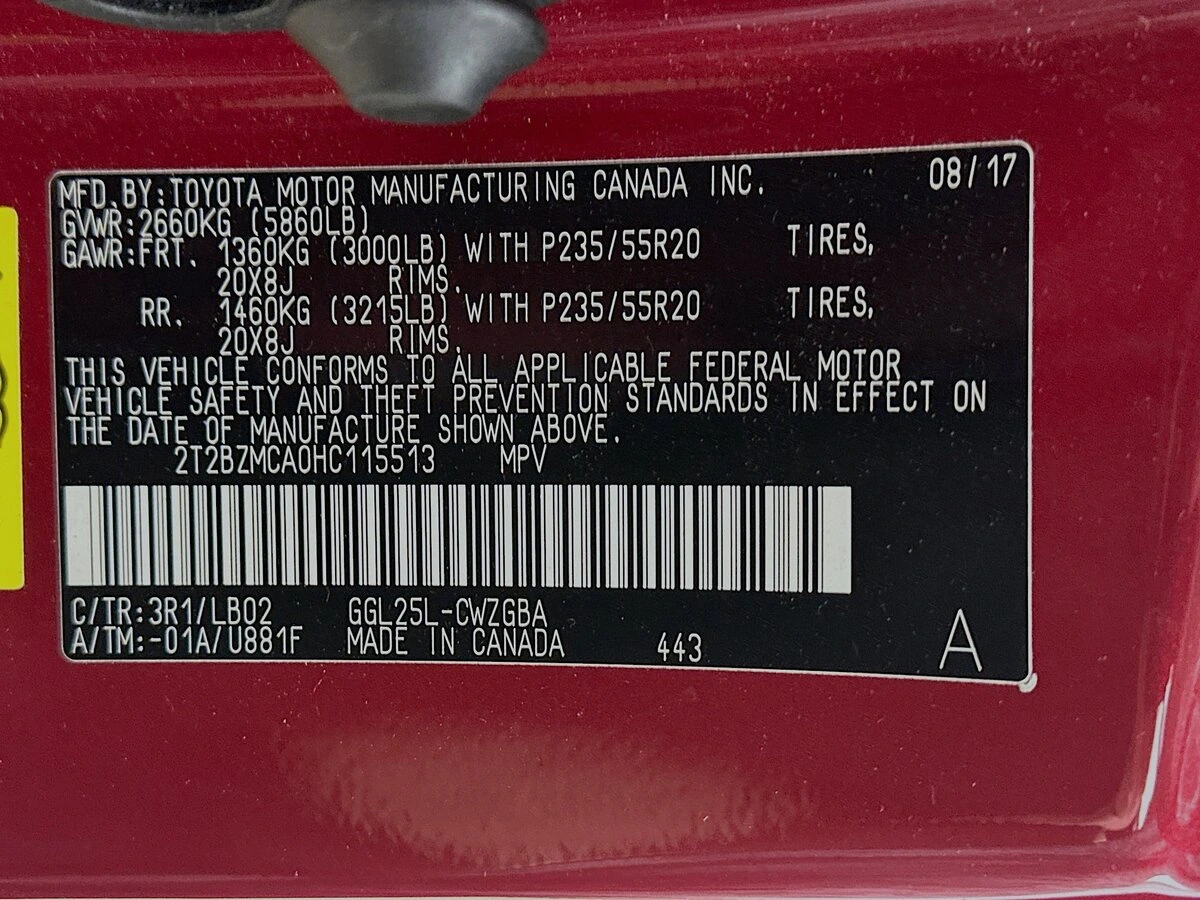 MFD. BY: TOYOTA MOTOR MANUFACTURING CANADA INC. 08/17
GVWR: 2660KG (5860LB)
GAWR: FRT. 1360KG (3000LB) WITH P235/55R20 TIRES,
20X8J RIMS.
RR. 1460KG (3215LB) WITH P235/55R20 TIRES,
20X8J RIMS.
THIS VEHICLE CONFORMS TO ALL APPLICABLE FEDERAL MOTOR
VEHICLE SAFETY AND THEFT PREVENTION STANDARDS IN EFFECT ON
THE DATE OF MANUFACTURE SHOWN ABOVE.
2T2BZMCA0HC115513 MPV
C/TR: 3R1/LB02 GGL25L-CWZGBA
A/TM: -01A/U881F MADE IN CANADA 443 A